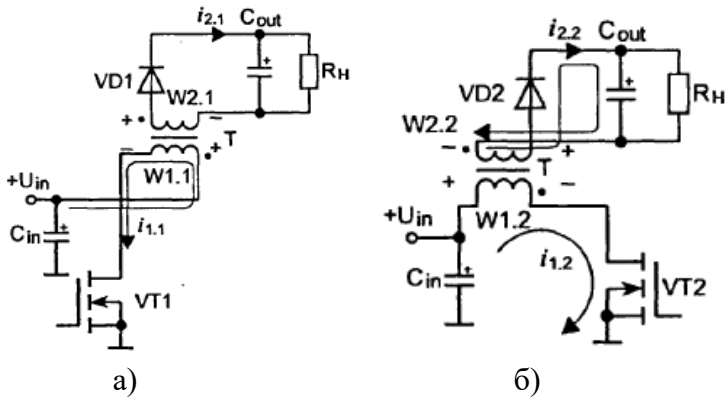 i2.1 Cout
VD1
W2.1
RH
+
+ • −
T
− • +
W1.1
+Uin
Cin
+
i1.1
VT1
а)
i2.2 Cout
VD2
RH
+
W2.2
− • +
T
+ • −
W1.2
+Uin
Cin
+
i1.2
VT2
б)